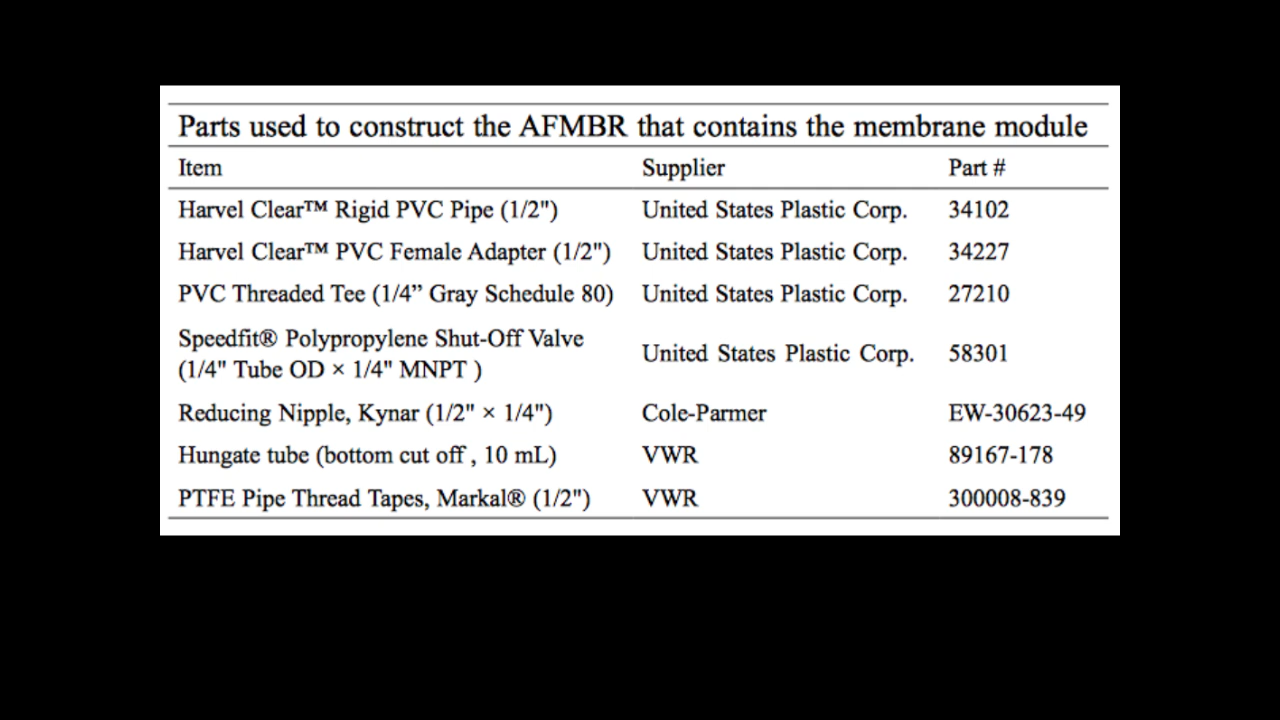 Parts used to construct the AFMBR that contains the membrane module
Item Supplier Part #
Harvel Clear™ Rigid PVC Pipe (1/2") United States Plastic Corp. 34102
Harvel Clear™ PVC Female Adapter (1/2") United States Plastic Corp. 34227
PVC Threaded Tee (1/4” Gray Schedule 80) United States Plastic Corp. 27210
Speedfit® Polypropylene Shut-Off Valve
(1/4" Tube OD × 1/4" MNPT ) United States Plastic Corp. 58301
Reducing Nipple, Kynar (1/2" × 1/4") Cole-Parmer EW-30623-49
Hungate tube (bottom cut off , 10 mL) VWR 89167-178
PTFE Pipe Thread Tapes, Markal® (1/2") VWR 300008-839